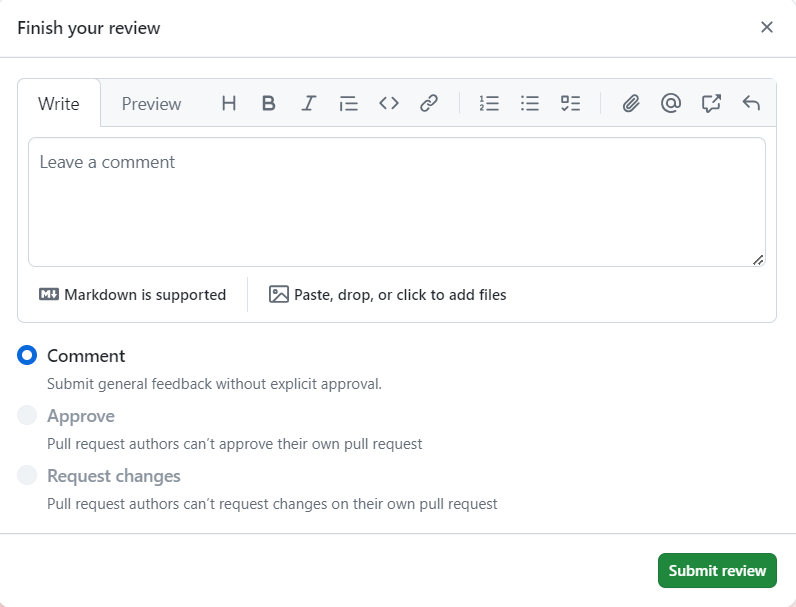 Finish your review
Write
Preview
Leave a comment
Markdown is supported
Paste, drop, or click to add files
Comment
Submit general feedback without explicit approval.
Approve
Pull request authors can’t approve their own pull request
Request changes
Pull request authors can’t request changes on their own pull request
Submit review